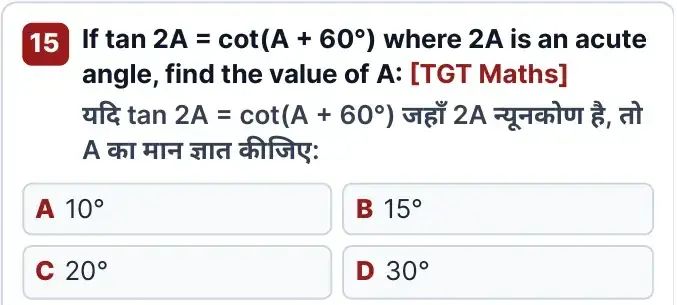 15 If tan 2A = cot(A + 60°) where 2A is an acute
angle, find the value of A: [TGT Maths]
यदि tan 2A = cot(A + 60°) जहाँ 2A न्यूनकोण है, तो
A का मान ज्ञात कीजिए:
A 10°
B 15°
C 20°
D 30°